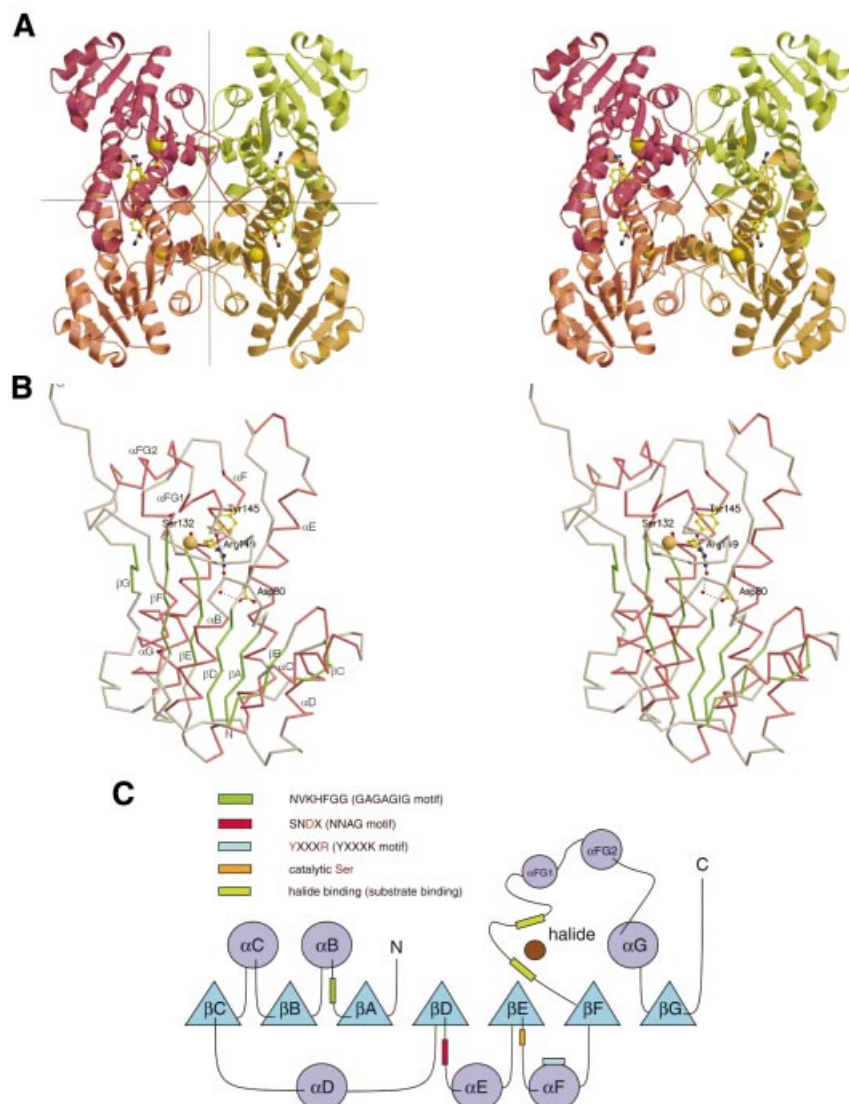 A
B
αFG2
αF
αFG1
Tyr145
Ser132
αE
Arg149
βG
Asp80
βF
αB
αG
βE
βB
βD
βA
αC
βC
αD
N
Tyr145
Ser132
Arg149
Asp80
C
NVKHFGG (GAGAGIG motif)
SNDX (NNAG motif)
YXXXR (YXXXK motif)
catalytic Ser
halide binding (substrate binding)
αFG1
αFG2
C
halide
αC
αB
N
αG
βC
βB
βA
βD
βE
βF
βG
αD
αE
αF